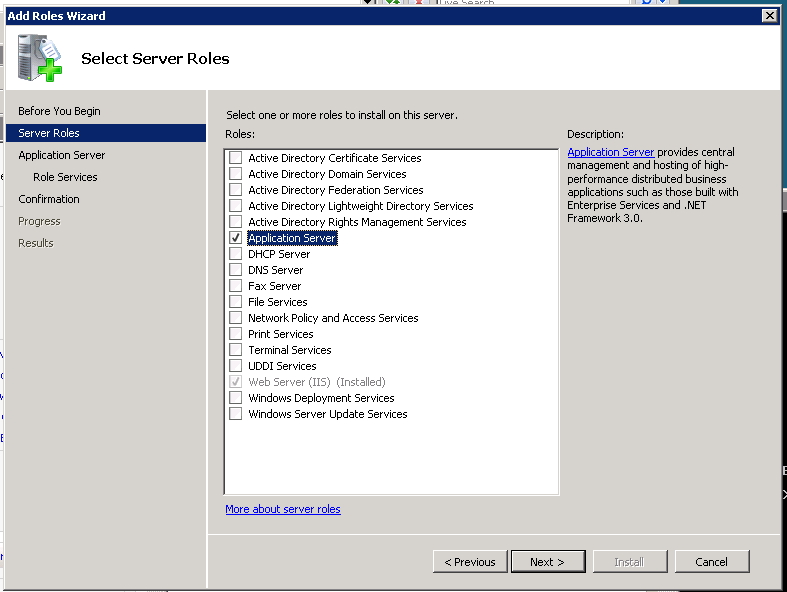 Live Search
Add Roles Wizard
Select Server Roles
Before You Begin
Server Roles
Application Server
Role Services
Confirmation
Progress
Results
Select one or more roles to install on this server.
Roles:
Active Directory Certificate Services
Active Directory Domain Services
Active Directory Federation Services
Active Directory Lightweight Directory Services
Active Directory Rights Management Services
Application Server
DHCP Server
DNS Server
Fax Server
File Services
Network Policy and Access Services
Print Services
Terminal Services
UDDI Services
Web Server (IIS) (Installed)
Windows Deployment Services
Windows Server Update Services
More about server roles
Description:
Application Server provides central
management and hosting of high-
performance distributed business
applications such as those built with
Enterprise Services and .NET
Framework 3.0.
< Previous
Next >
Install
Cancel